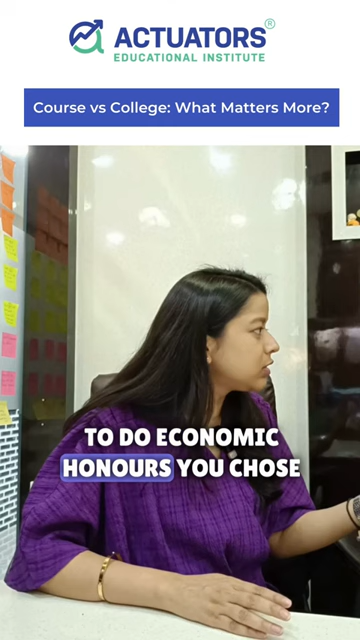 ACTUATORS®
EDUCATIONAL INSTITUTE
Course vs College: What Matters More?
TO DO ECONOMIC
HONOURS YOU CHOSE